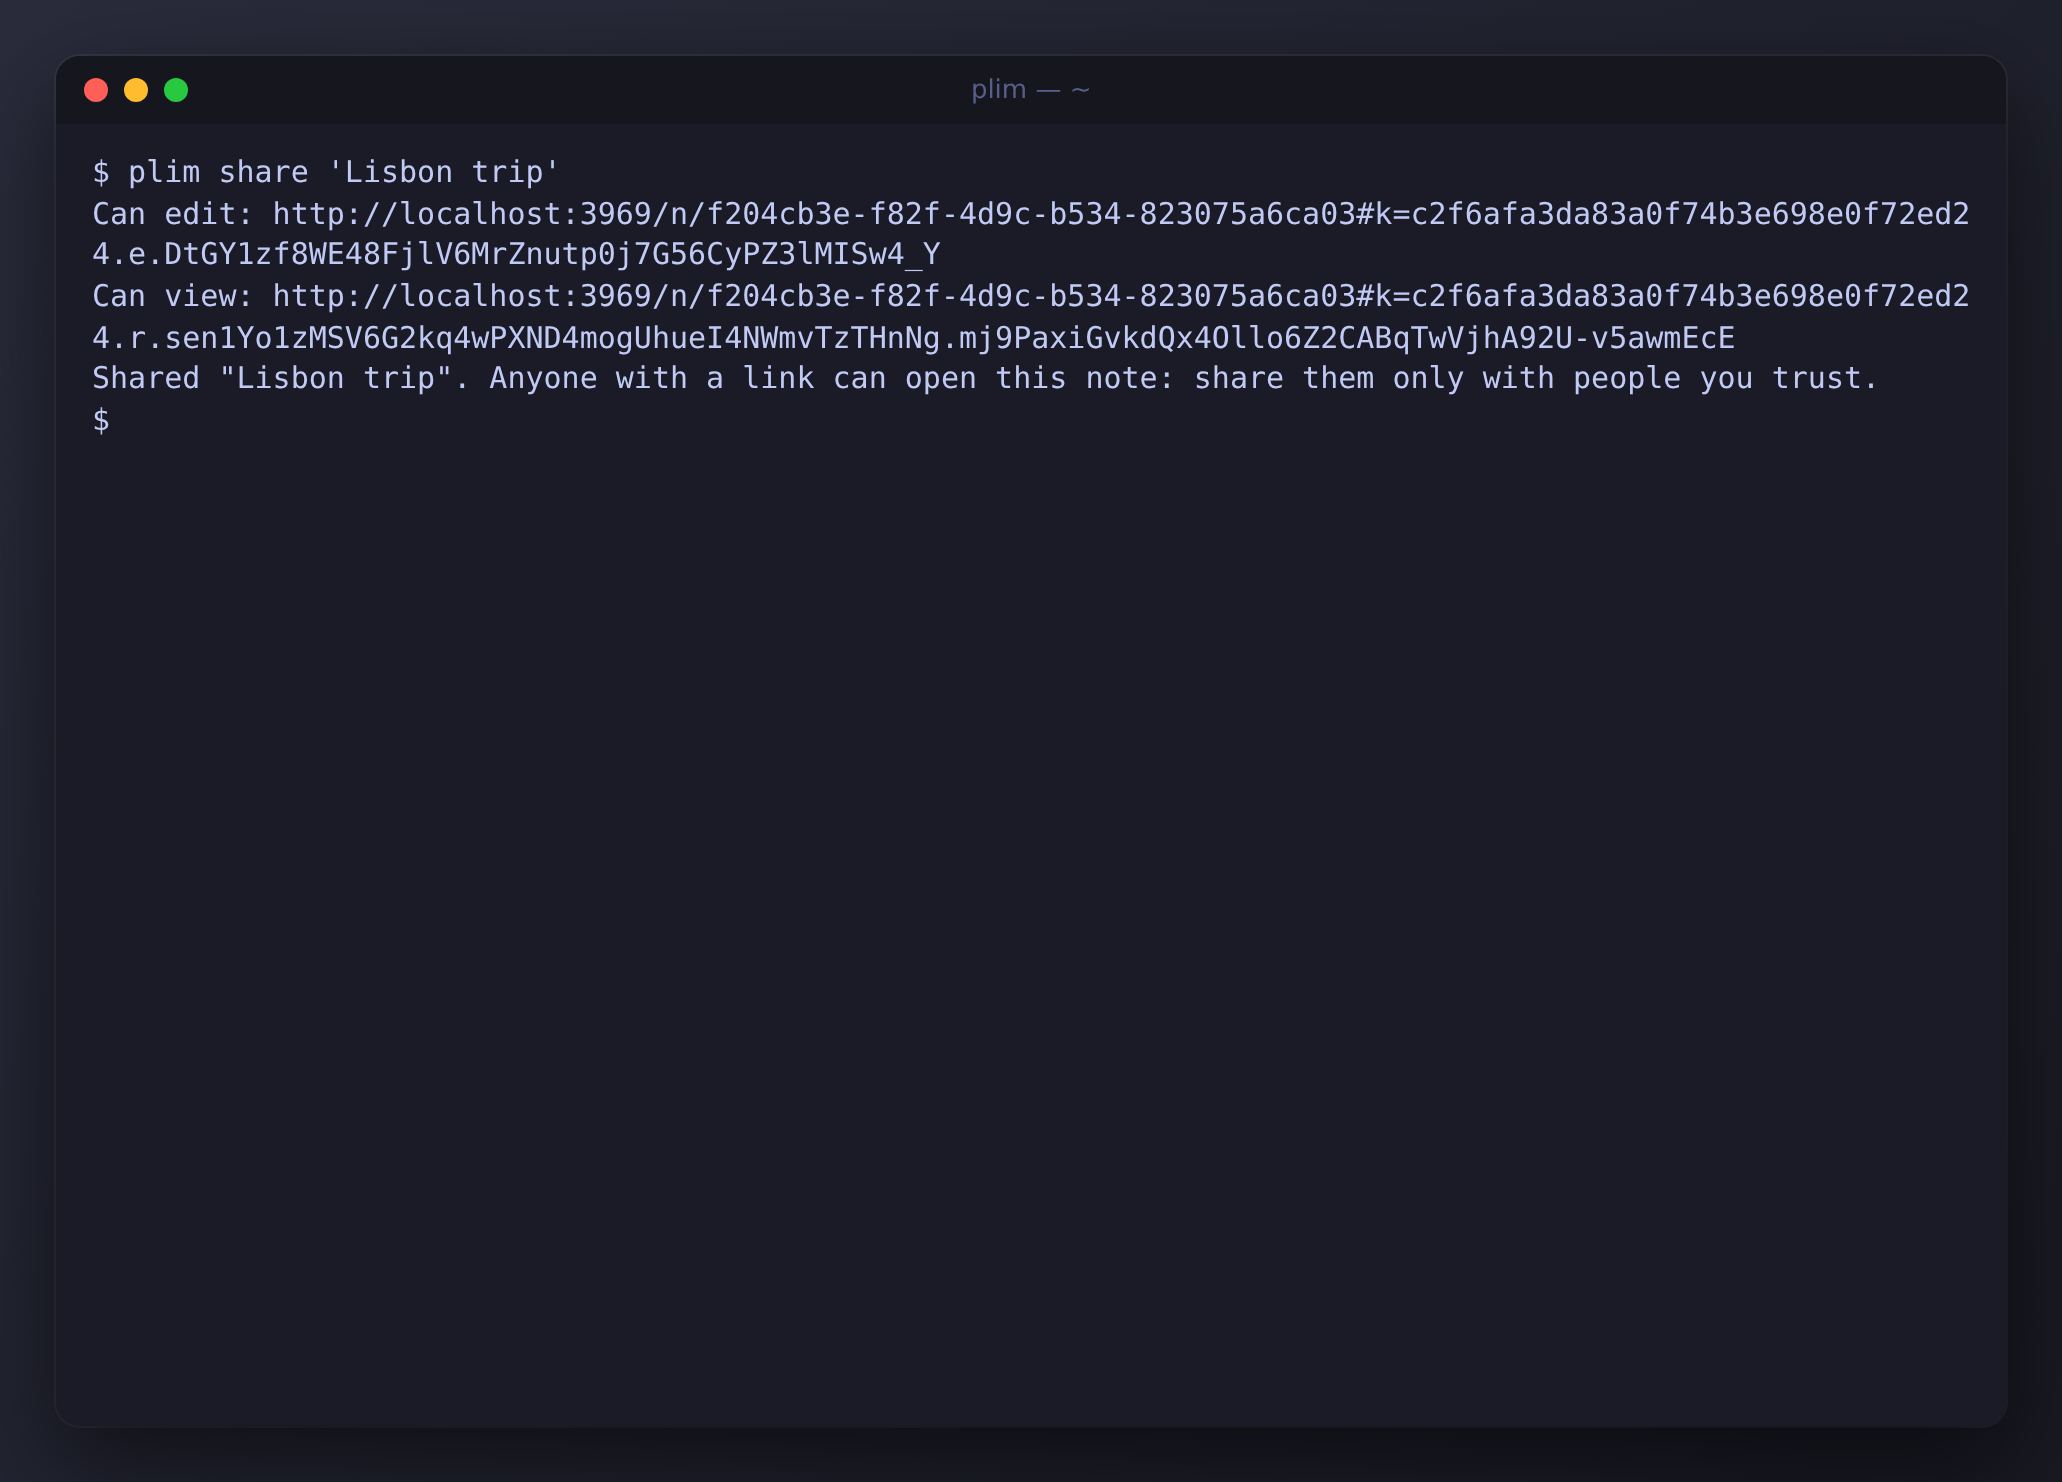 plim — ~
$ plim share 'Lisbon trip'
Can edit: http://localhost:3969/n/f204cb3e-f82f-4d9c-b534-823075a6ca03#k=c2f6afa3da83a0f74b3e698e0f72ed2
4.e.DtGY1zf8WE48FjlV6MrZnutp0j7G56CyPZ3lMISw4_Y
Can view: http://localhost:3969/n/f204cb3e-f82f-4d9c-b534-823075a6ca03#k=c2f6afa3da83a0f74b3e698e0f72ed2
4.r.sen1Yo1zMSV6G2kq4wPXND4mogUhueI4NWmvTzTHnNg.mj9PaxiGvkdQx4Ollo6Z2CABqTwVjhA92U-v5awmEcE
Shared "Lisbon trip". Anyone with a link can open this note: share them only with people you trust.
$